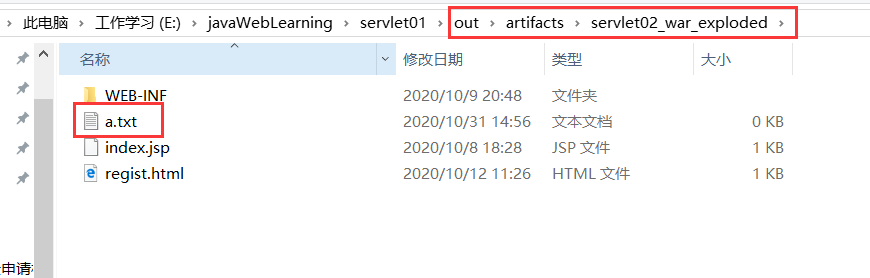 此电脑 › 工作学习 (E:) › javaWebLearning › servlet01 › out › artifacts › servlet02_war_exploded ›
名称 修改日期 类型 大小
WEB-INF 2020/10/9 20:48 文件夹
a.txt 2020/10/31 14:56 文本文档 0 KB
index.jsp 2020/10/8 18:28 JSP 文件 1 KB
regist.html 2020/10/12 11:26 HTML 文件 1 KB
申请